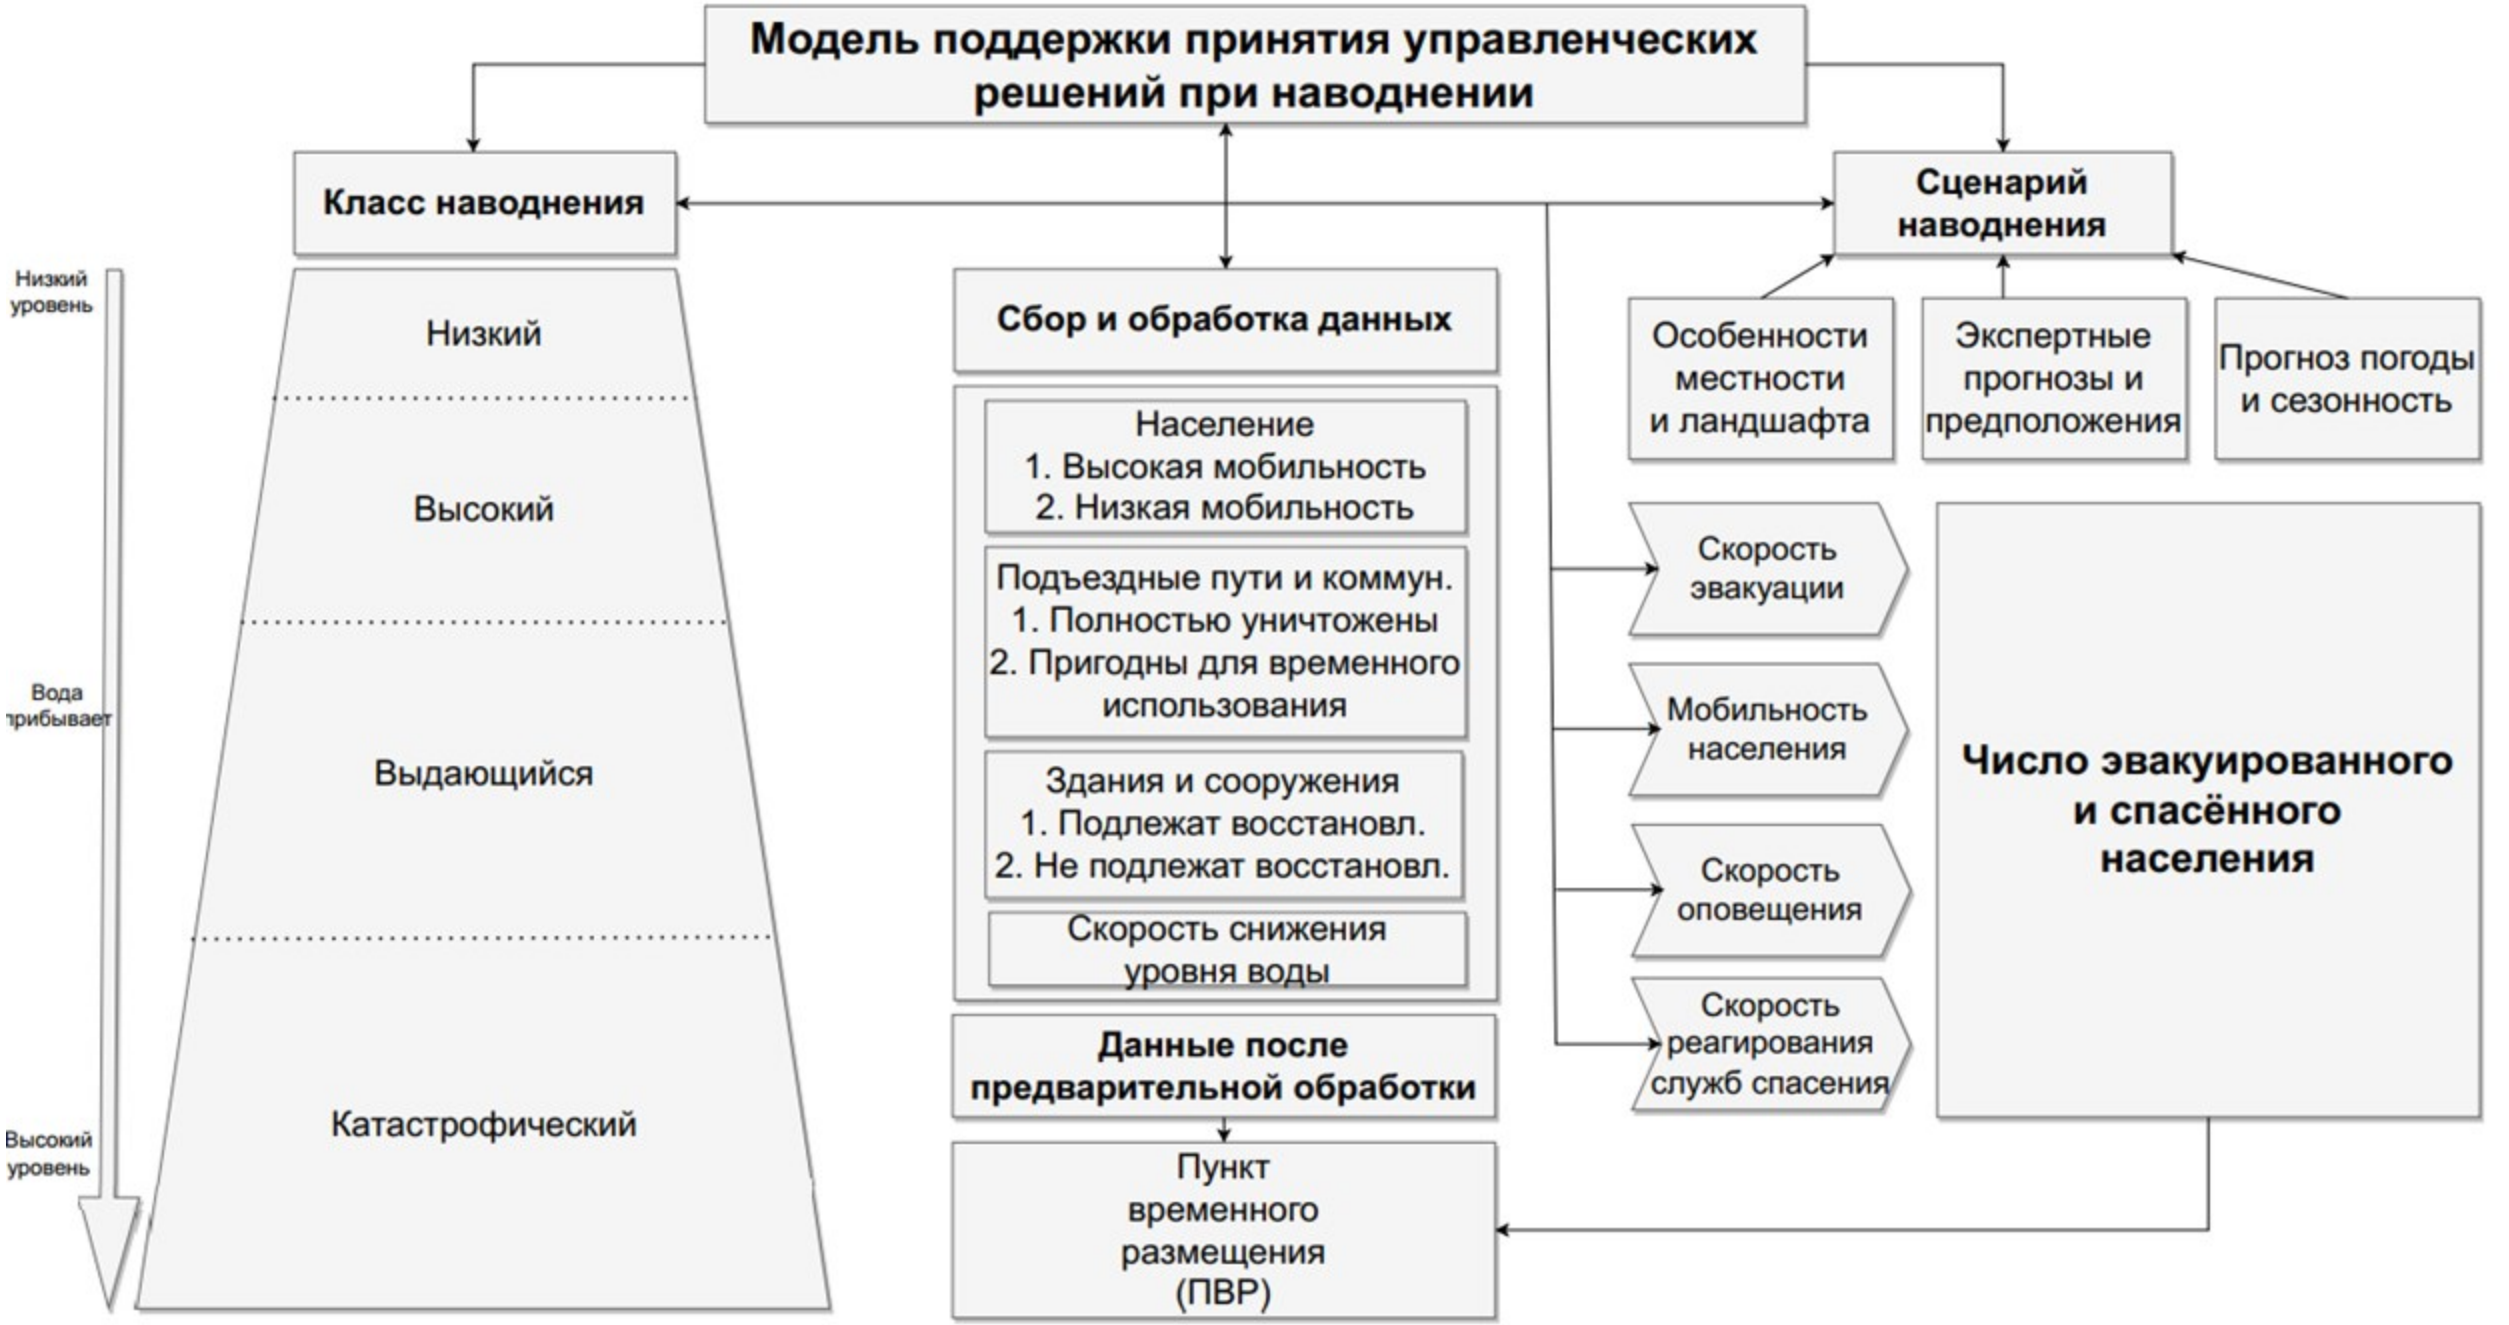 Модель поддержки принятия управленческих
решений при наводнении
Класс наводнения
Сценарий
наводнения
Низкий
уровень
Вода
прибывает
Высокий
уровень
Низкий
Высокий
Выдающийся
Катастрофический
Сбор и обработка данных
Население
1. Высокая мобильность
2. Низкая мобильность
Подъездные пути и коммун.
1. Полностью уничтожены
2. Пригодны для временного
использования
Здания и сооружения
1. Подлежат восстановл.
2. Не подлежат восстановл.
Скорость снижения
уровня воды
Данные после
предварительной обработки
Пункт
временного
размещения
(ПВР)
Особенности
местности
и ландшафта
Экспертные
прогнозы и
предположения
Прогноз погоды
и сезонность
Скорость
эвакуации
Мобильность
населения
Скорость
оповещения
Скорость
реагирования
служб спасения
Число эвакуированного
и спасённого
населения